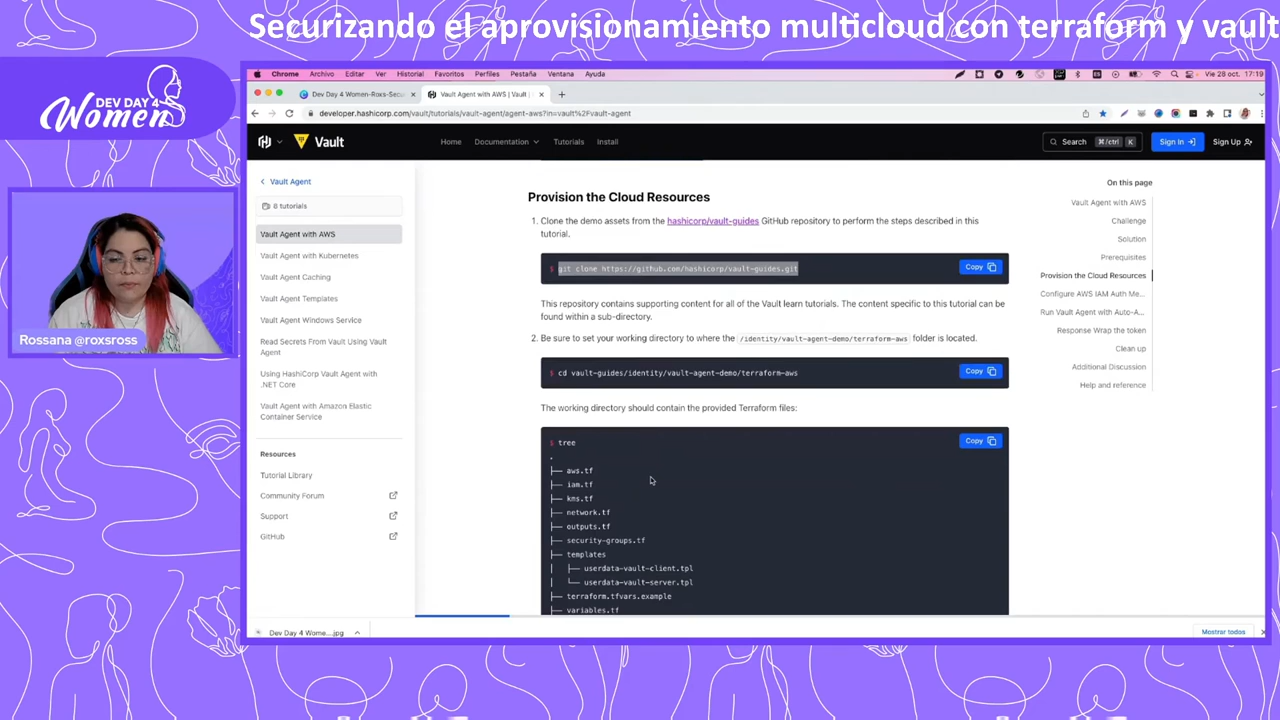 Securizando el aprovisionamiento multicloud con terraform y vault
DEV DAY 4
Women
Rossana @roxsross
Chrome Archivo Editar Ver Historial Favoritos Perfiles Pestaña Ventana Ayuda
Vie 28 oct. 17:19
Dev Day 4 Women-Roxs-Secu
Vault Agent with AWS | Vault |
developer.hashicorp.com/vault/tutorials/vault-agent/agent-aws?in=vault%2Fvault-agent
Vault
Home Documentation Tutorials Install
Search ⌘/ctrl K
Sign In
Sign Up
Vault Agent
8 tutorials
Vault Agent with AWS
Vault Agent with Kubernetes
Vault Agent Caching
Vault Agent Templates
Vault Agent Windows Service
Read Secrets From Vault Using Vault
Agent
Using HashiCorp Vault Agent with
.NET Core
Vault Agent with Amazon Elastic
Container Service
Resources
Tutorial Library
Community Forum
Support
GitHub
Provision the Cloud Resources
1. Clone the demo assets from the hashicorp/vault-guides GitHub repository to perform the steps described in this
tutorial.
$ git clone https://github.com/hashicorp/vault-guides.git
Copy
This repository contains supporting content for all of the Vault learn tutorials. The content specific to this tutorial can be
found within a sub-directory.
2. Be sure to set your working directory to where the /identity/vault-agent-demo/terraform-aws folder is located.
$ cd vault-guides/identity/vault-agent-demo/terraform-aws
Copy
The working directory should contain the provided Terraform files:
$ tree
Copy
.
├── aws.tf
├── iam.tf
├── kms.tf
├── network.tf
├── outputs.tf
├── security-groups.tf
├── templates
│   ├── userdata-vault-client.tpl
│   └── userdata-vault-server.tpl
├── terraform.tfvars.example
├── variables.tf
On this page
Vault Agent with AWS
Challenge
Solution
Prerequisites
Provision the Cloud Resources
Configure AWS IAM Auth Me...
Run Vault Agent with Auto-A...
Response Wrap the token
Clean up
Additional Discussion
Help and reference
Dev Day 4 Wome....jpg
Mostrar todos